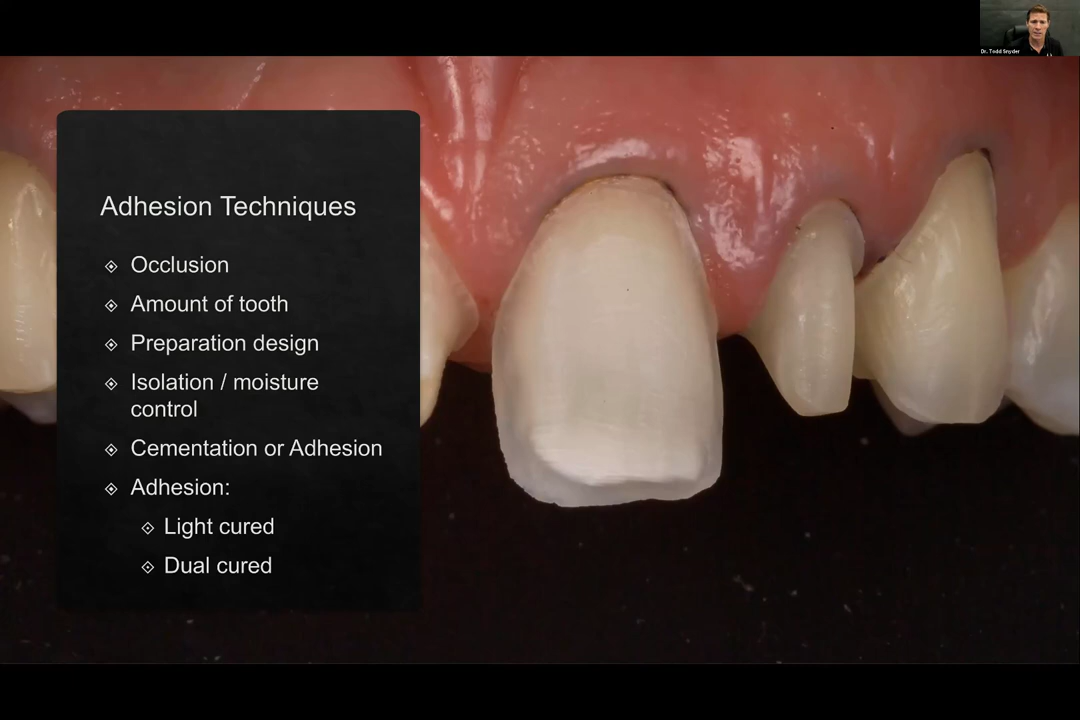 Dr. Todd Snyder
Adhesion Techniques
Occlusion
Amount of tooth
Preparation design
Isolation / moisture
control
Cementation or Adhesion
Adhesion:
Light cured
Dual cured